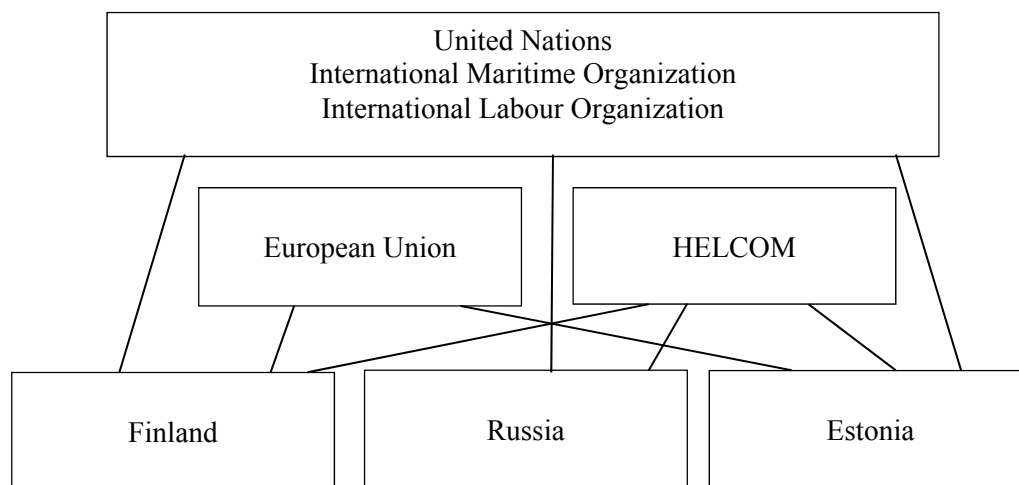 United Nations
International Maritime Organization
International Labour Organization
European Union
HELCOM
Finland
Russia
Estonia